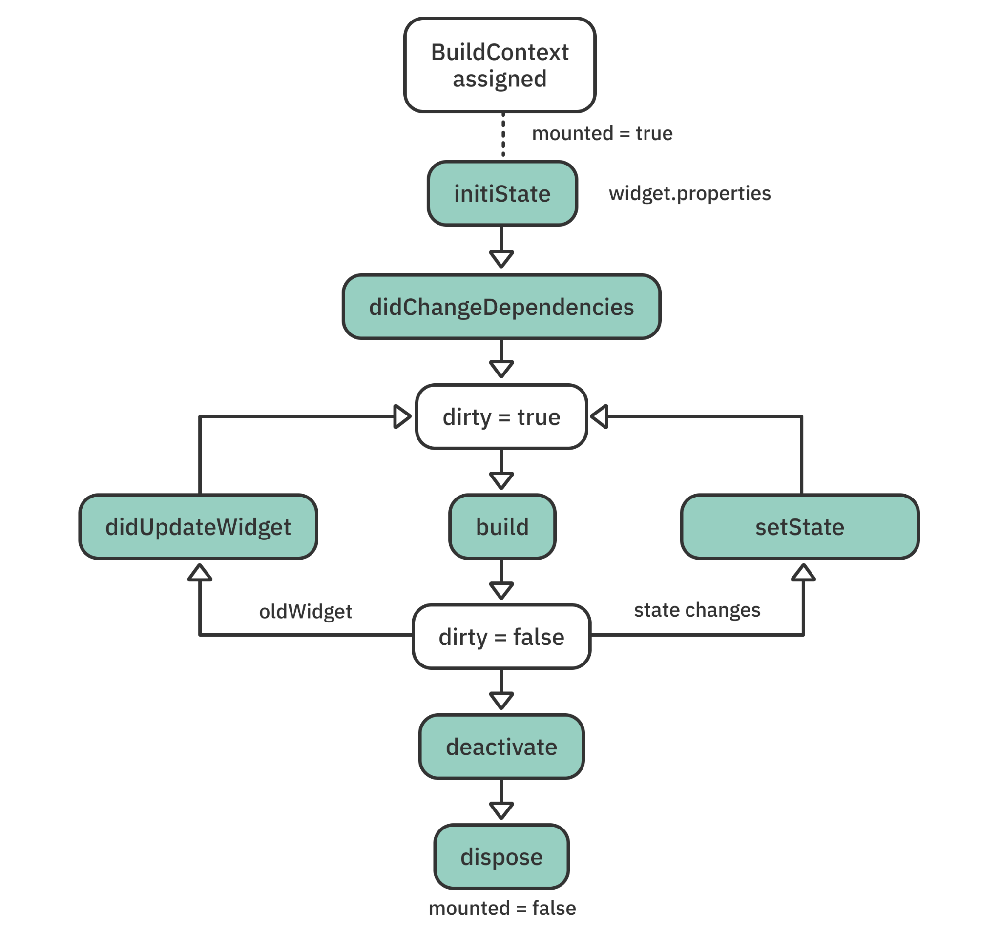 BuildContext
assigned
mounted = true
initiState
widget.properties
didChangeDependencies
dirty = true
didUpdateWidget
build
setState
oldWidget
state changes
dirty = false
deactivate
dispose
mounted = false